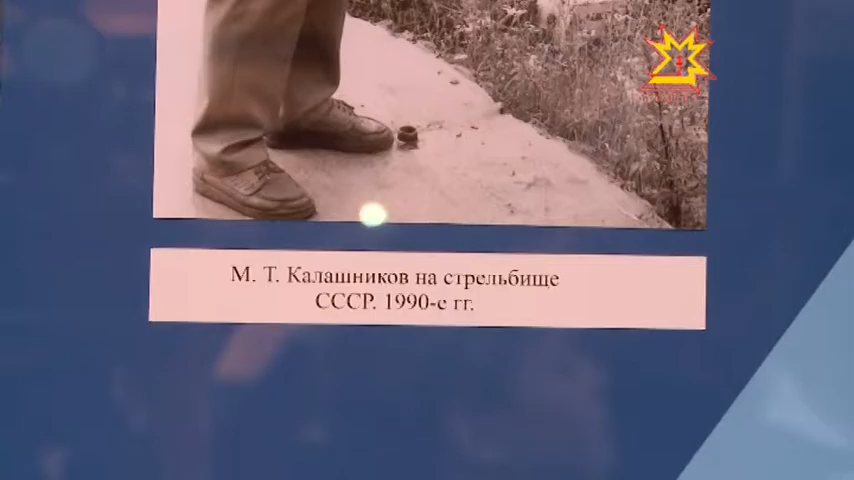 М. Т. Калашников на стрельбище
СССР. 1990-е гг.